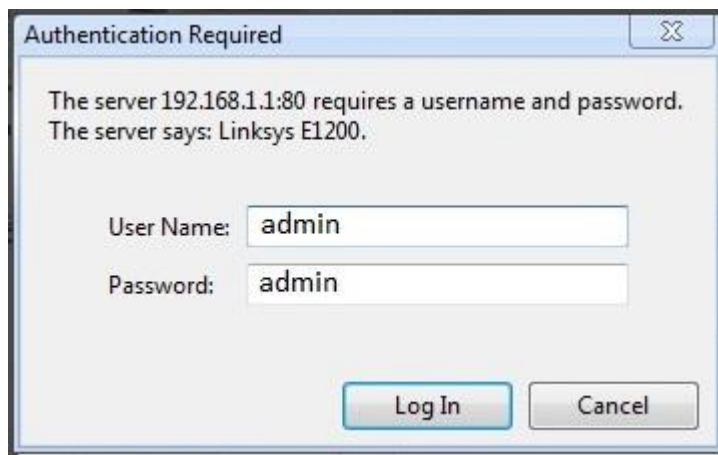 Authentication Required
The server 192.168.1.1:80 requires a username and password.
The server says: Linksys E1200.
User Name: admin
Password: admin
Log In Cancel